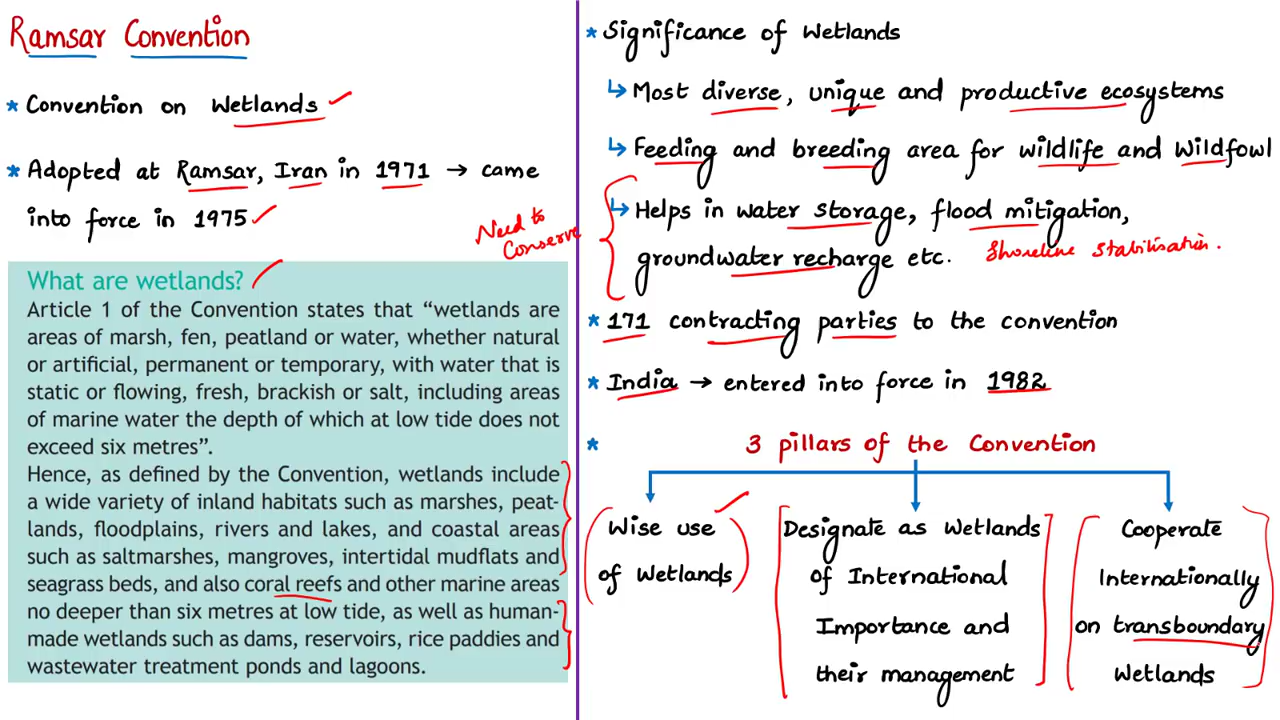 Ramsar Convention
* Convention on Wetlands
* Adopted at Ramsar, Iran in 1971 → came
into force in 1975
Need to
Conserve
What are wetlands?
Article 1 of the Convention states that “wetlands are
areas of marsh, fen, peatland or water, whether natural
or artificial, permanent or temporary, with water that is
static or flowing, fresh, brackish or salt, including areas
of marine water the depth of which at low tide does not
exceed six metres”.
Hence, as defined by the Convention, wetlands include
a wide variety of inland habitats such as marshes, peat-
lands, floodplains, rivers and lakes, and coastal areas
such as saltmarshes, mangroves, intertidal mudflats and
seagrass beds, and also coral reefs and other marine areas
no deeper than six metres at low tide, as well as human-
made wetlands such as dams, reservoirs, rice paddies and
wastewater treatment ponds and lagoons.
* Significance of Wetlands
↳ Most diverse, unique and productive ecosystems
↳ Feeding and breeding area for wildlife and Wildfowl
↳ Helps in water storage, flood mitigation,
groundwater recharge etc. Shoreline stabilisation.
* 171 contracting parties to the convention
* India → entered into force in 1982
* 3 pillars of the Convention
Wise use
of Wetlands
Designate as Wetlands
of International
Importance and
their management
Cooperate
Internationally
on transboundary
Wetlands